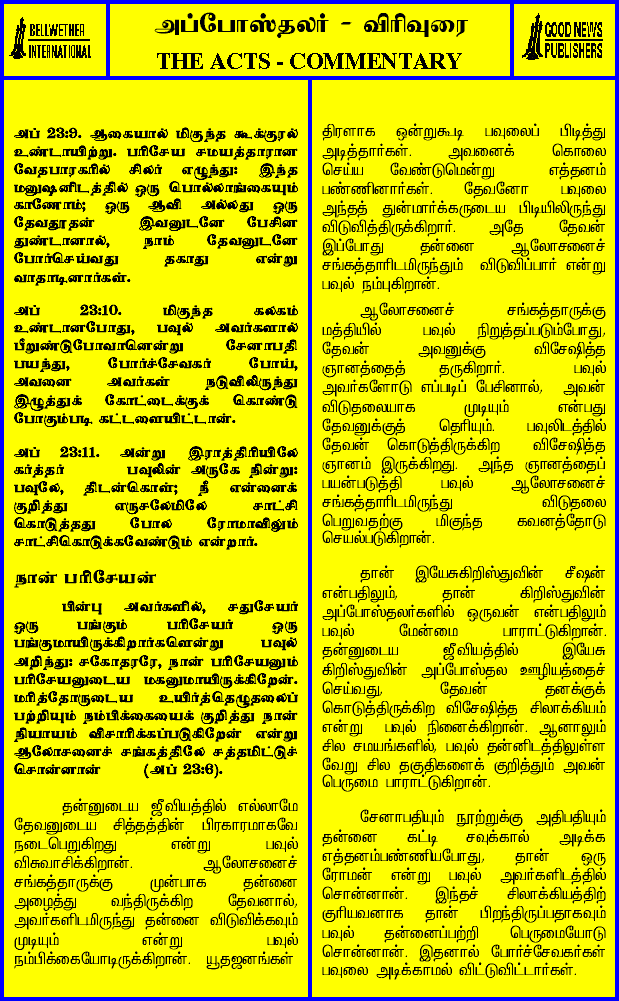 BELLWETHER
INTERNATIONAL
அப்போஸ்தலர் - விரிவுரை
THE ACTS - COMMENTARY
GOOD NEWS
PUBLISHERS
அப் 23:9. ஆகையால் மிகுந்த கூக்குரல்
உண்டாயிற்று. பரிசேய சமயத்தாரான
வேதபாரகரில் சிலர் எழுந்து: இந்த
மனுஷனிடத்தில் ஒரு பொல்லாங்கையும்
காணோம்; ஒரு ஆவி அல்லது ஒரு
தேவதூதன் இவனுடனே பேசின
துண்டானால், நாம் தேவனுடனே
போர்செய்வது தகாது என்று
வாதாடினார்கள்.
அப் 23:10. மிகுந்த கலகம்
உண்டானபோது, பவுல் அவர்களால்
பீறுண்டுபோவானென்று சேனாபதி
பயந்து, போர்ச்சேவகர் போய்,
அவனை அவர்கள் நடுவிலிருந்து
இழுத்துக் கோட்டைக்குக் கொண்டு
போகும்படி கட்டளையிட்டான்.
அப் 23:11. அன்று இராத்திரியிலே
கர்த்தர் பவுலின் அருகே நின்று:
பவுலே, திடன்கொள்; நீ என்னைக்
குறித்து எருசலேமிலே சாட்சி
கொடுத்தது போல ரோமாவிலும்
சாட்சிகொடுக்கவேண்டும் என்றார்.
நான் பரிசேயன்
பின்பு அவர்களில், சதுசேயர்
ஒரு பங்கும் பரிசேயர் ஒரு
பங்குமாயிருக்கிறார்களென்று பவுல்
அறிந்து: சகோதரரே, நான் பரிசேயனும்
பரிசேயனுடைய மகனுமாயிருக்கிறேன்.
மரித்தோருடைய உயிர்த்தெழுதலைப்
பற்றியும் நம்பிக்கையைக் குறித்து நான்
நியாயம் விசாரிக்கப்படுகிறேன் என்று
ஆலோசனைச் சங்கத்திலே சத்தமிட்டுச்
சொன்னான் (அப் 23:6).
தன்னுடைய ஜீவியத்தில் எல்லாமே
தேவனுடைய சித்தத்தின் பிரகாரமாகவே
நடைபெறுகிறது என்று பவுல்
விசுவாசிக்கிறான். ஆலோசனைச்
சங்கத்தாருக்கு முன்பாக தன்னை
அழைத்து வந்திருக்கிற தேவனால்,
அவர்களிடமிருந்து தன்னை விடுவிக்கவும்
முடியும் என்று பவுல்
நம்பிக்கையோடிருக்கிறான். யூதஜனங்கள்
திரளாக ஒன்றுகூடி பவுலைப் பிடித்து
அடித்தார்கள். அவனைக் கொலை
செய்ய வேண்டுமென்று எத்தனம்
பண்ணினார்கள். தேவனோ பவுலை
அந்தத் துன்மார்க்கருடைய பிடியிலிருந்து
விடுவித்திருக்கிறார். அதே தேவன்
இப்போது தன்னை ஆலோசனைச்
சங்கத்தாரிடமிருந்தும் விடுவிப்பார் என்று
பவுல் நம்புகிறான்.
ஆலோசனைச் சங்கத்தாருக்கு
மத்தியில் பவுல் நிறுத்தப்படும்போது,
தேவன் அவனுக்கு விசேஷித்த
ஞானத்தைத் தருகிறார். பவுல்
அவர்களோடு எப்படிப் பேசினால், அவன்
விடுதலையாக முடியும் என்பது
தேவனுக்குத் தெரியும். பவுலிடத்தில்
தேவன் கொடுத்திருக்கிற விசேஷித்த
ஞானம் இருக்கிறது. அந்த ஞானத்தைப்
பயன்படுத்தி பவுல் ஆலோசனைச்
சங்கத்தாரிடமிருந்து விடுதலை
பெறுவதற்கு மிகுந்த கவனத்தோடு
செயல்படுகிறான்.
தான் இயேசுகிறிஸ்துவின் சீஷன்
என்பதிலும், தான் கிறிஸ்துவின்
அப்போஸ்தலர்களில் ஒருவன் என்பதிலும்
பவுல் மேன்மை பாராட்டுகிறான்.
தன்னுடைய ஜீவியத்தில் இயேசு
கிறிஸ்துவின் அப்போஸ்தல ஊழியத்தைச்
செய்வது, தேவன் தனக்குக்
கொடுத்திருக்கிற விசேஷித்த சிலாக்கியம்
என்று பவுல் நினைக்கிறான். ஆனாலும்
சில சமயங்களில், பவுல் தன்னிடத்திலுள்ள
வேறு சில தகுதிகளைக் குறித்தும் அவன்
பெருமை பாராட்டுகிறான்.
சேனாபதியும் நூற்றுக்கு அதிபதியும்
தன்னை கட்டி சவுக்கால் அடிக்க
எத்தனம்பண்ணியபோது, தான் ஒரு
ரோமன் என்று பவுல் அவர்களிடத்தில்
சொன்னான். இந்தச் சிலாக்கியத்திற்
குரியவனாக தான் பிறந்திருப்பதாகவும்
பவுல் தன்னைப்பற்றி பெருமையோடு
சொன்னான். இதனால் போர்ச்சேவகர்கள்
பவுலை அடிக்காமல் விட்டுவிட்டார்கள்.